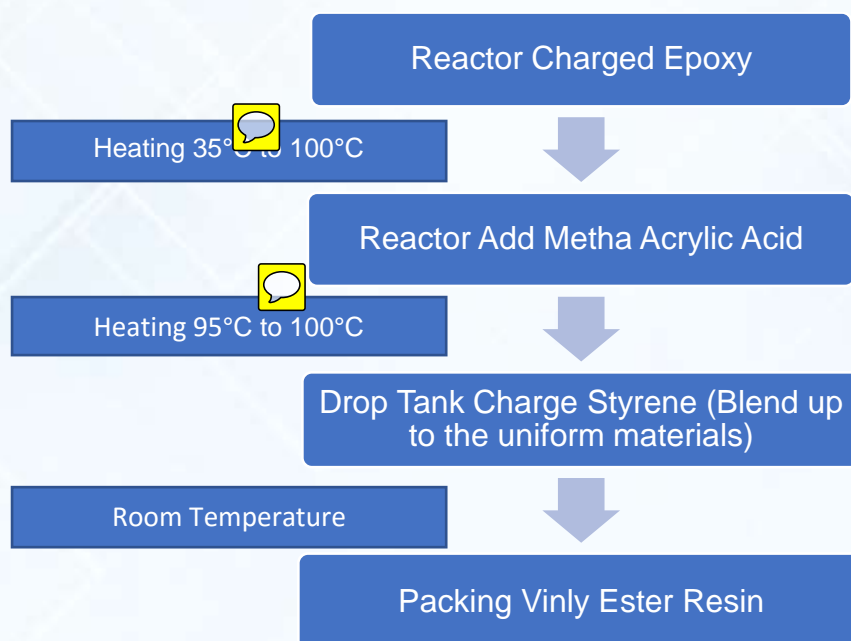 Reactor Charged Epoxy
Heating 35°C to 100°C
Reactor Add Metha Acrylic Acid
Heating 95°C to 100°C
Drop Tank Charge Styrene (Blend up
to the uniform materials)
Room Temperature
Packing Vinly Ester Resin